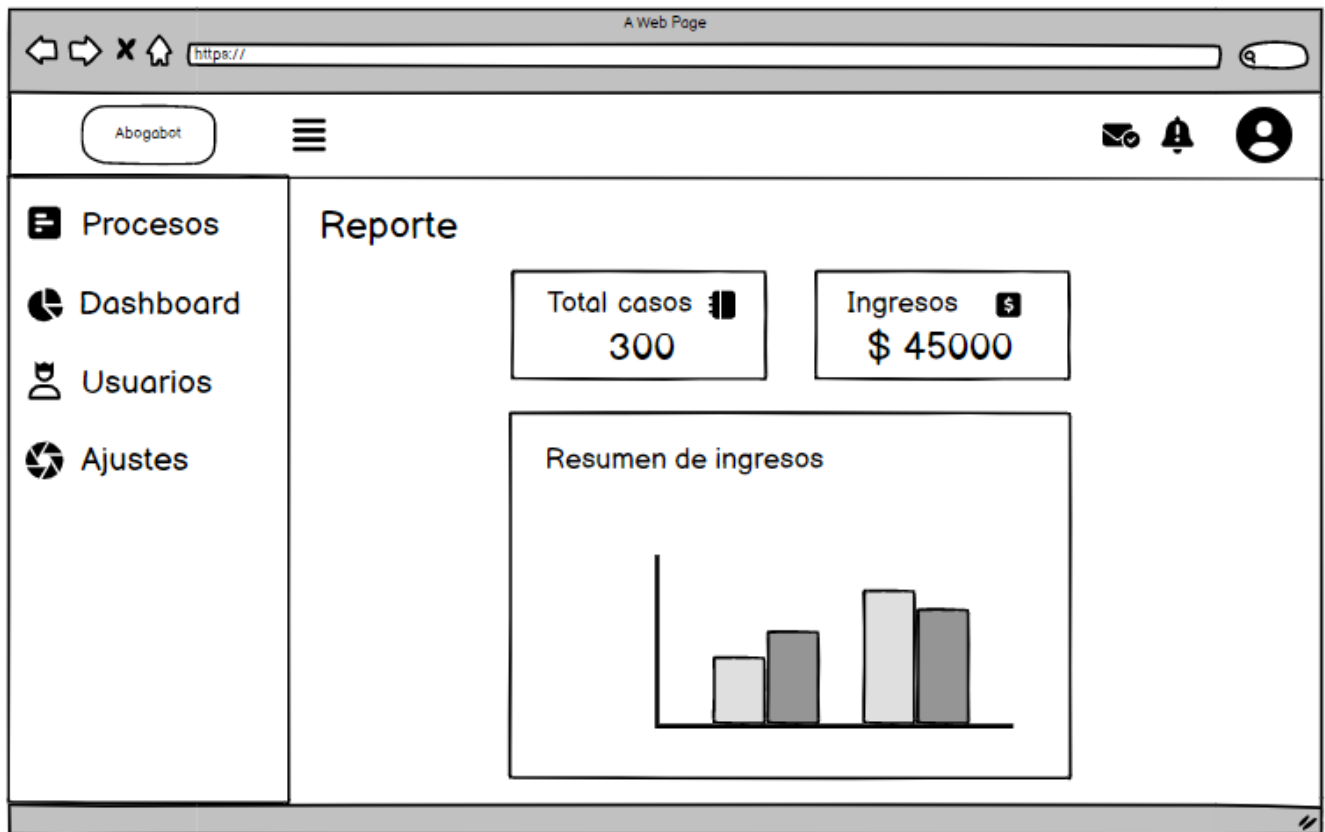 A Web Page
https://
Abogabot
Procesos
Dashboard
Usuarios
Ajustes
Reporte
Total casos
300
Ingresos
$
$ 45000
Resumen de ingresos